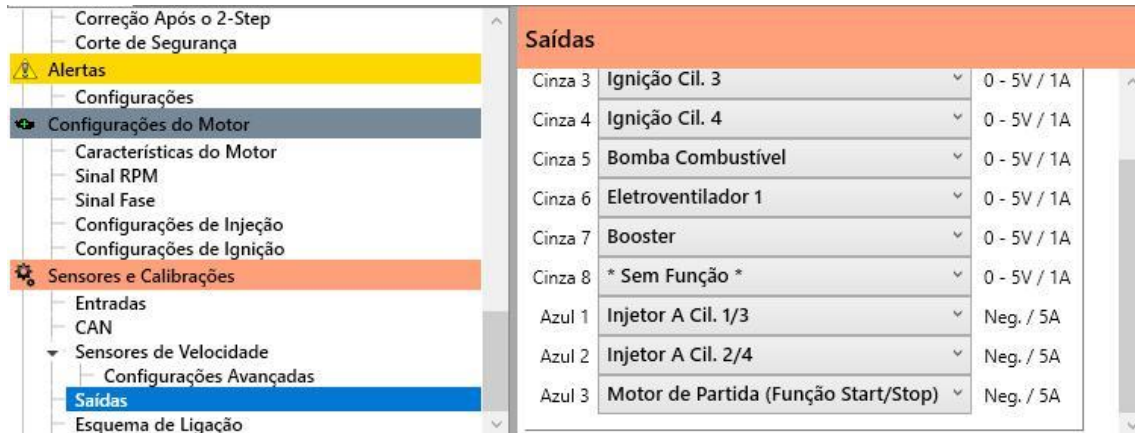 Correção Após o 2-Step
Corte de Segurança
Alertas
Configurações
Configurações do Motor
Características do Motor
Sinal RPM
Sinal Fase
Configurações de Injeção
Configurações de Ignição
Sensores e Calibrações
Entradas
CAN
Sensores de Velocidade
Configurações Avançadas
Saídas
Esquema de Ligação
Saídas
Cinza 3 Ignição Cil. 3 0 - 5V / 1A
Cinza 4 Ignição Cil. 4 0 - 5V / 1A
Cinza 5 Bomba Combustível 0 - 5V / 1A
Cinza 6 Eletroventilador 1 0 - 5V / 1A
Cinza 7 Booster 0 - 5V / 1A
Cinza 8 * Sem Função * 0 - 5V / 1A
Azul 1 Injetor A Cil. 1/3 Neg. / 5A
Azul 2 Injetor A Cil. 2/4 Neg. / 5A
Azul 3 Motor de Partida (Função Start/Stop) Neg. / 5A